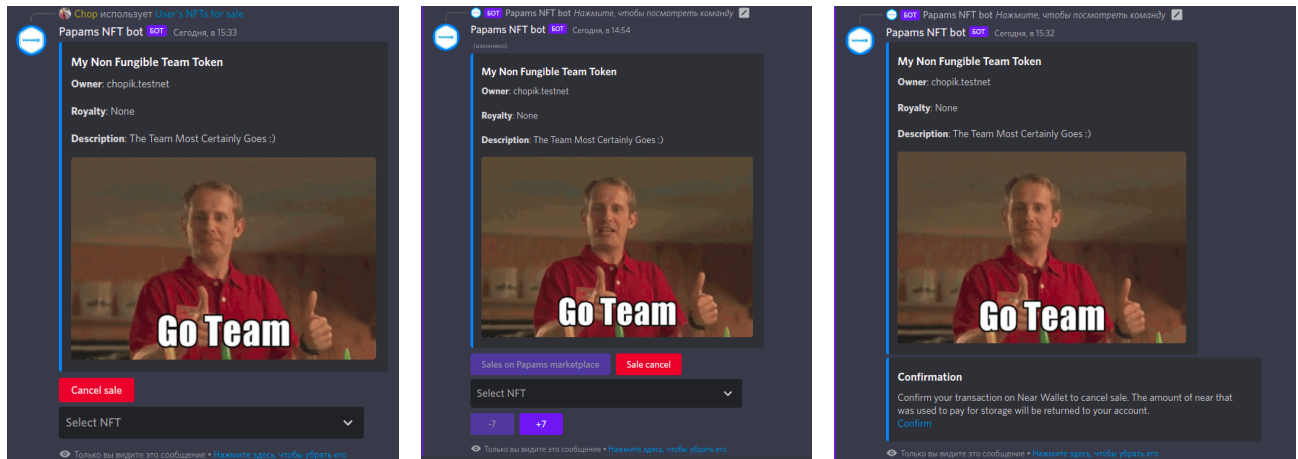 Chop использует User's NFTs for sale
Papams NFT bot БОТ Сегодня, в 15:33
My Non Fungible Team Token
Owner: chopik.testnet
Royalty: None
Description: The Team Most Certainly Goes :)
Go Team
Cancel sale
Select NFT
Только вы видите это сообщение • Нажмите здесь, чтобы убрать его
БОТ Papams NFT bot Нажмите, чтобы посмотреть команду
Papams NFT bot БОТ Сегодня, в 14:54
(изменено)
My Non Fungible Team Token
Owner: chopik.testnet
Royalty: None
Description: The Team Most Certainly Goes :)
Go Team
Sales on Papams marketplace Sale cancel
Select NFT
-7 +7
Только вы видите это сообщение • Нажмите здесь, чтобы убрать его
БОТ Papams NFT bot Нажмите, чтобы посмотреть команду
Papams NFT bot БОТ Сегодня, в 15:32
My Non Fungible Team Token
Owner: chopik.testnet
Royalty: None
Description: The Team Most Certainly Goes :)
Go Team
Confirmation
Confirm your transaction on Near Wallet to cancel sale. The amount of near that
was used to pay for storage will be returned to your account.
Confirm
Только вы видите это сообщение • Нажмите здесь, чтобы убрать его